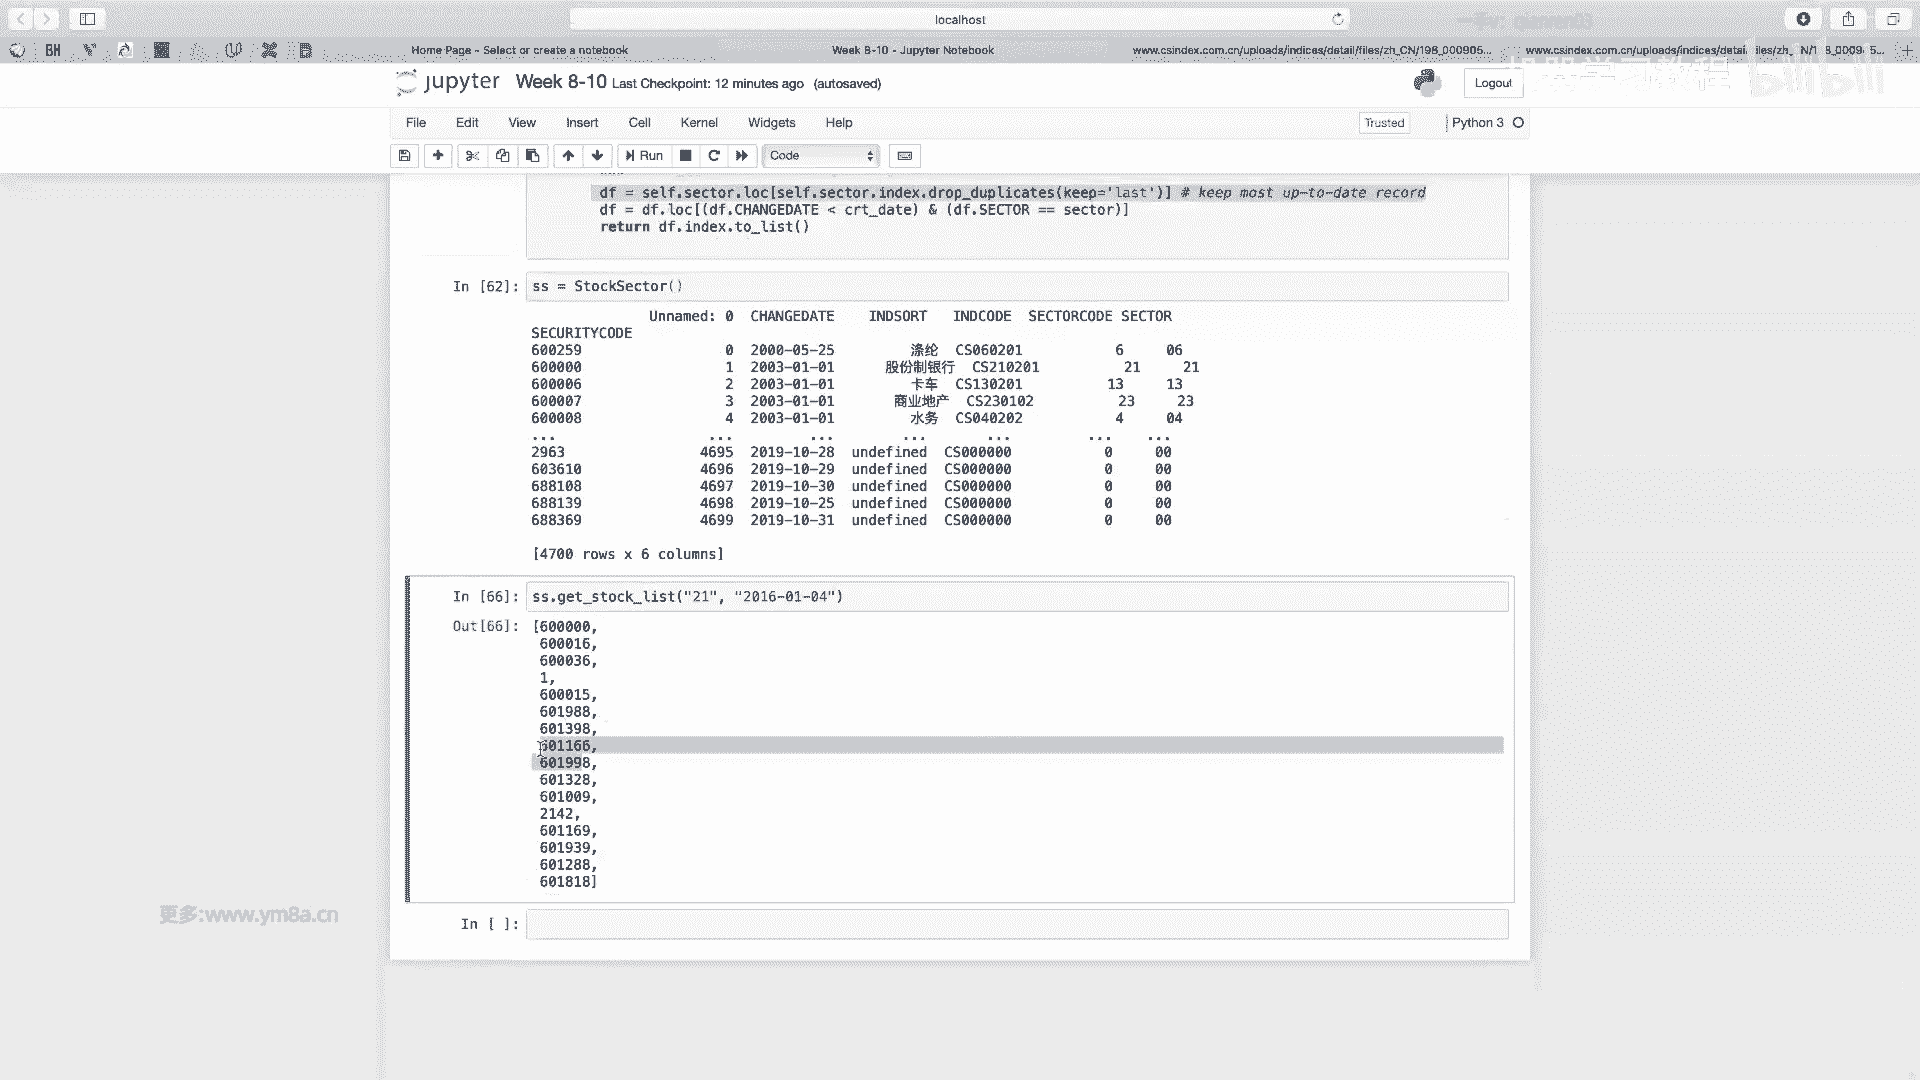 localhost
BH
Home Page - Select or create a notebook
Week 8-10 - Jupyter Notebook
www.csindex.com.cn/uploads/indices/detail/files/zh_CN/198_000905...
jupyter Week 8-10 Last Checkpoint: 12 minutes ago (autosaved)
机器学习教程 bilibili
Logout
File Edit View Insert Cell Kernel Widgets Help
Trusted Python 3
Run Code
df = self.sector.loc[self.sector.index.drop_duplicates(keep='last')] # keep most up-to-date record
df = df.loc[(df.CHANGEDATE < crt_date) & (df.SECTOR == sector)]
return df.index.to_list()
In [62]: ss = StockSector()
Unnamed: 0 CHANGEDATE INDSORT INDCODE SECTORCODE SECTOR
SECURITYCODE
600259 0 2000-05-25 涤纶 CS060201 6 06
600000 1 2003-01-01 股份制银行 CS210201 21 21
600006 2 2003-01-01 卡车 CS130201 13 13
600007 3 2003-01-01 商业地产 CS230102 23 23
600008 4 2003-01-01 水务 CS040202 4 04
... ... ... ... ... ... ...
2963 4695 2019-10-28 undefined CS000000 0 00
603610 4696 2019-10-29 undefined CS000000 0 00
688108 4697 2019-10-30 undefined CS000000 0 00
688139 4698 2019-10-25 undefined CS000000 0 00
688369 4699 2019-10-31 undefined CS000000 0 00
[4700 rows x 6 columns]
In [66]: ss.get_stock_list("21", "2016-01-04")
Out[66]: [600000,
600016,
600036,
1,
600015,
601988,
601398,
601166,
601998,
601328,
601009,
2142,
601169,
601939,
601288,
601818]
更多:www.ym8a.cn
In [ ]: